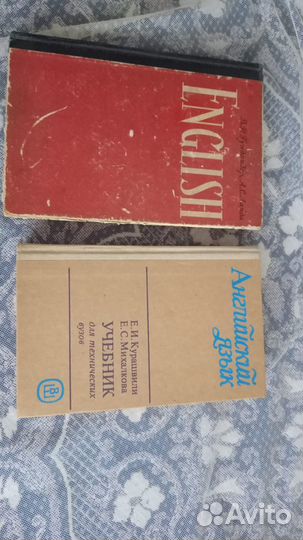 ENGLISH
Английский
язык
Е.И.Курашвили
Е.С.Михалкова
УЧЕБНИК
для технических
вузов
Avito